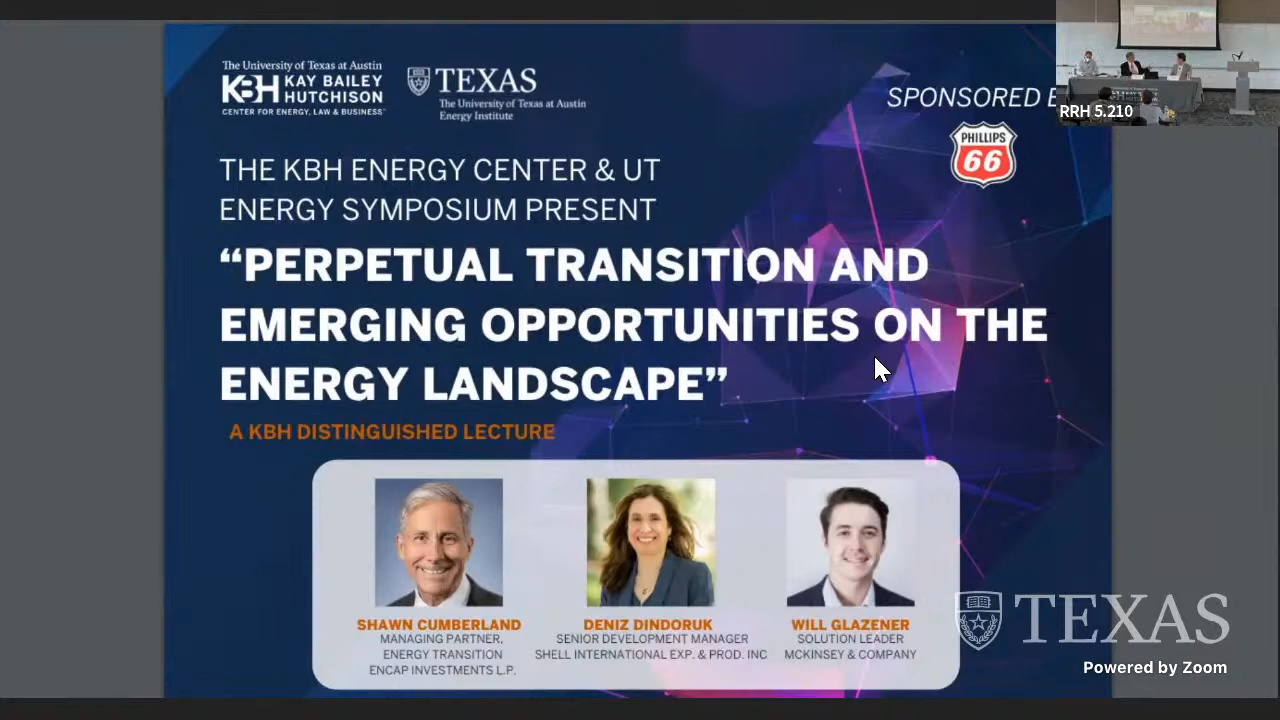 The University of Texas at Austin
KBH KAY BAILEY
HUTCHISON
CENTER FOR ENERGY, LAW & BUSINESS
TEXAS
The University of Texas at Austin
Energy Institute
SPONSORED B
PHILLIPS
66
RRH 5.210
THE KBH ENERGY CENTER & UT
ENERGY SYMPOSIUM PRESENT
“PERPETUAL TRANSITION AND
EMERGING OPPORTUNITIES ON THE
ENERGY LANDSCAPE”
A KBH DISTINGUISHED LECTURE
SHAWN CUMBERLAND
MANAGING PARTNER,
ENERGY TRANSITION
ENCAP INVESTMENTS L.P.
DENIZ DINDORUK
SENIOR DEVELOPMENT MANAGER
SHELL INTERNATIONAL EXP. & PROD. INC
WILL GLAZENER
SOLUTION LEADER
MCKINSEY & COMPANY
TEXAS
Powered by Zoom